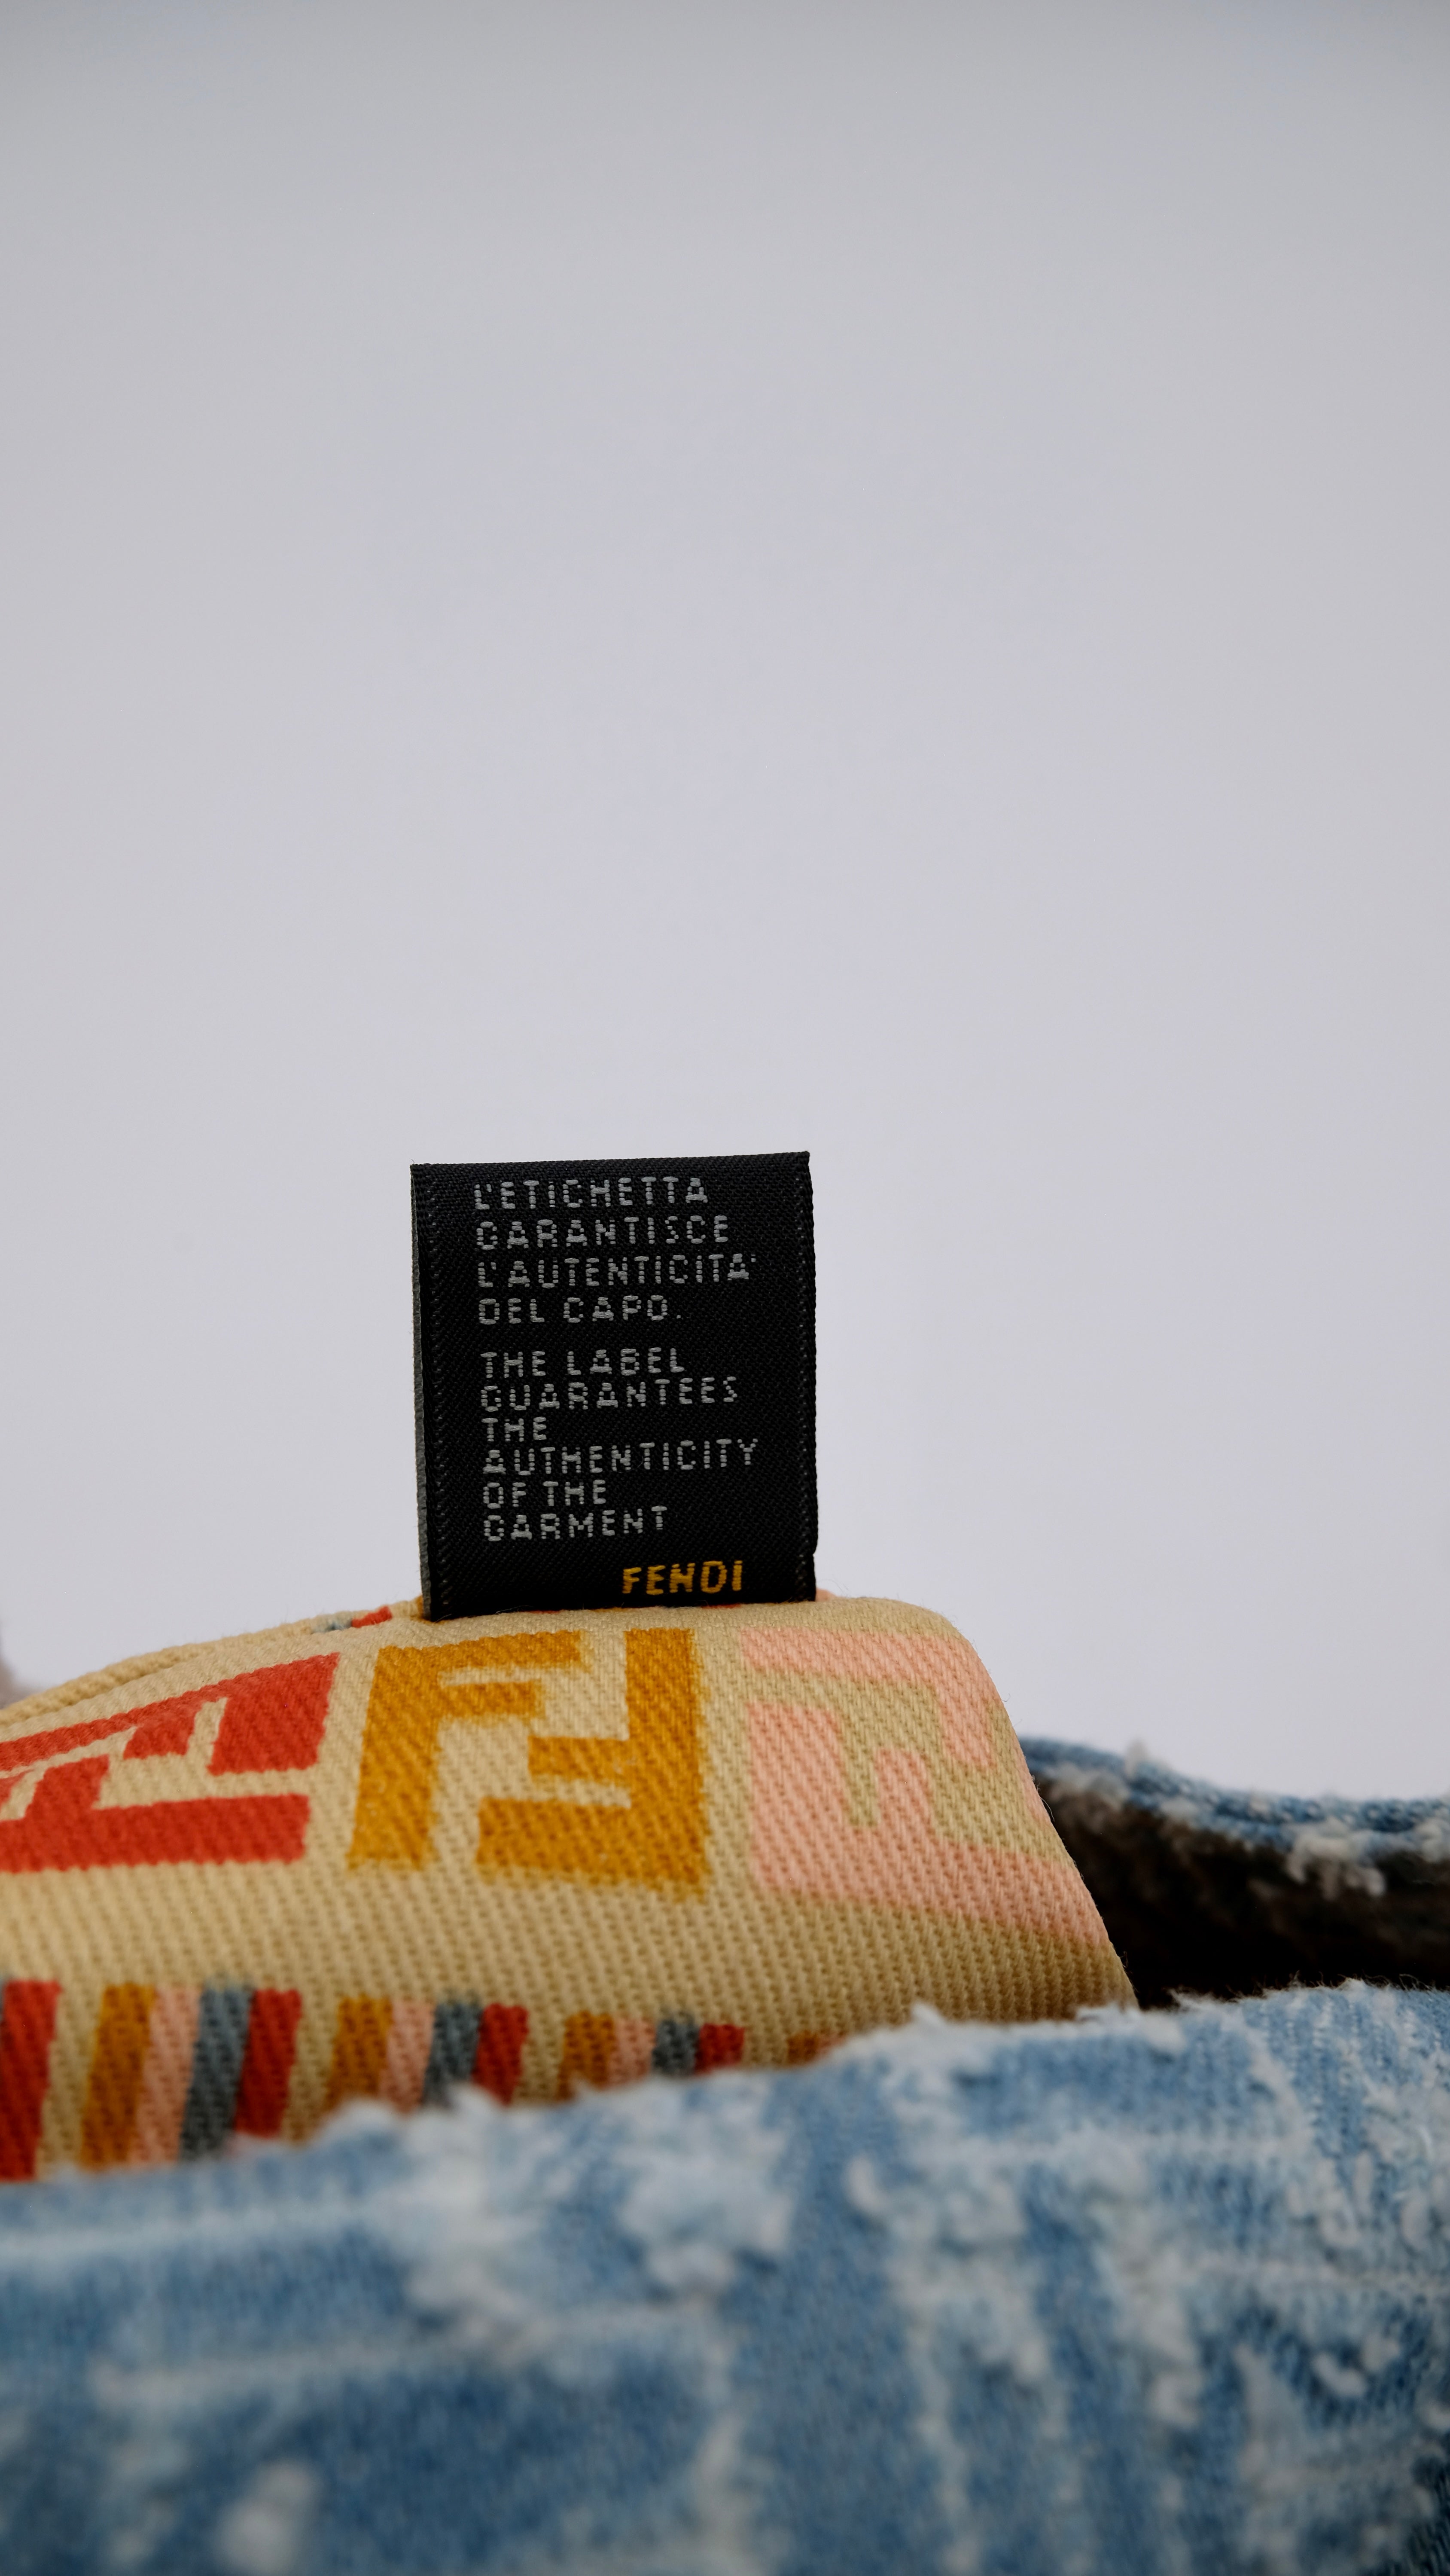 L'ETICHETTA
GARANTISCE
L'AUTENTICITA'
DEL CAPO.
THE LABEL
GUARANTEES
THE
AUTHENTICITY
OF THE
GARMENT
FENDI